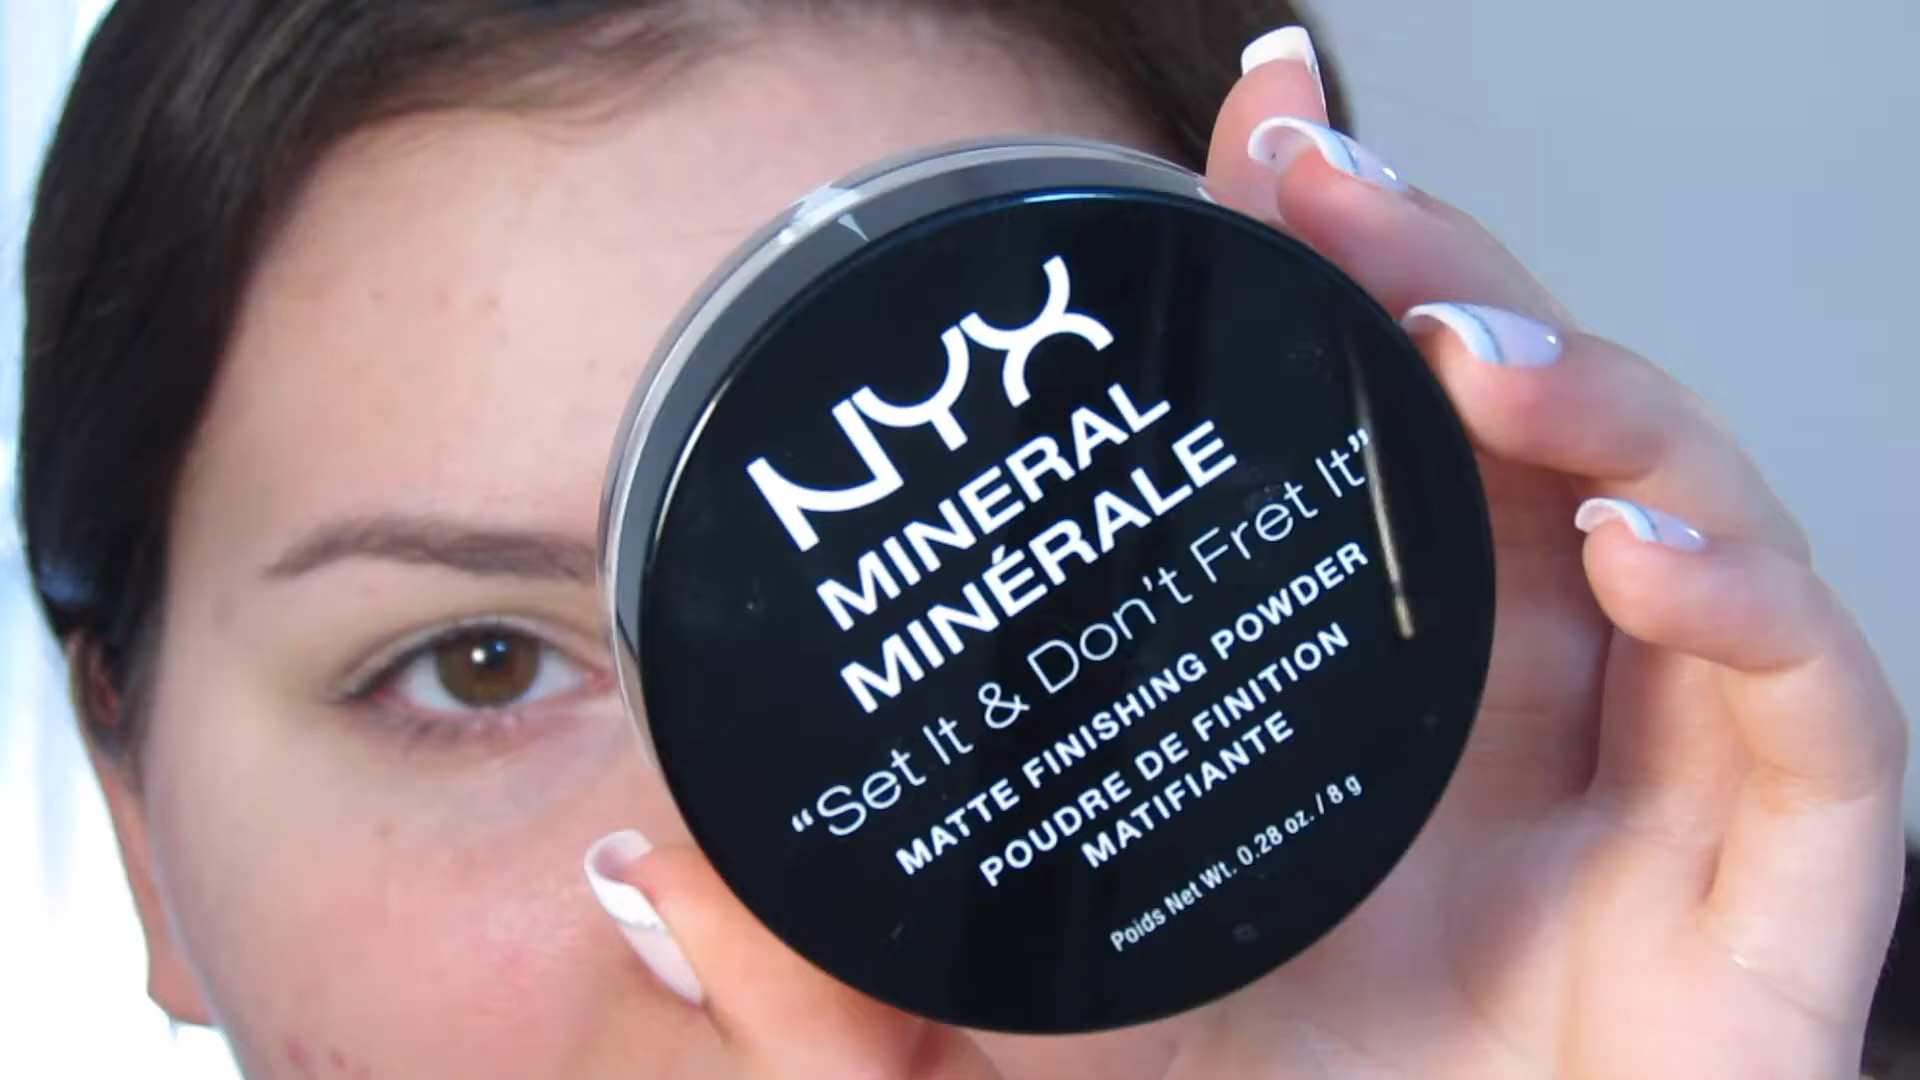 NYX
MINERAL
MINÉRALE
“Set It & Don't Fret It”
MATTE FINISHING POWDER
POUDRE DE FINITION
MATIFIANTE
Poids Net Wt. 0.28 oz. / 8 g